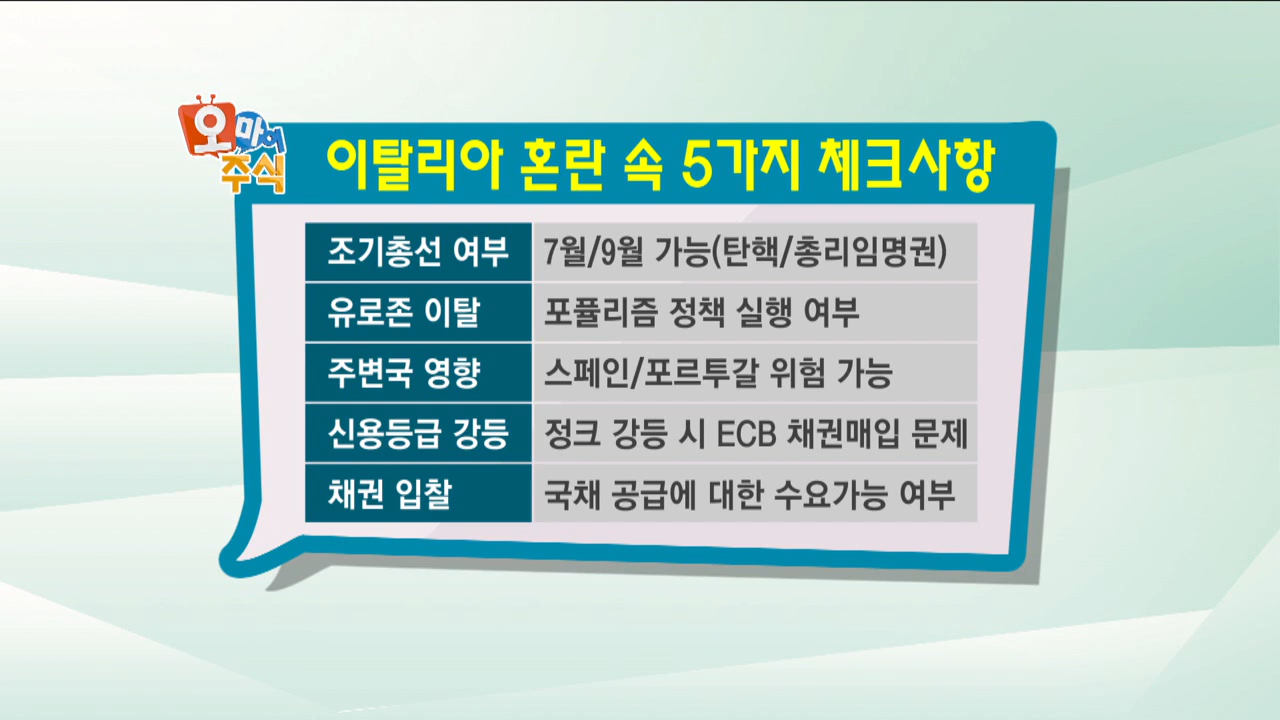 오마이
주식
이탈리아 혼란 속 5가지 체크사항
조기총선 여부 7월/9월 가능(탄핵/총리임명권)
유로존 이탈 포퓰리즘 정책 실행 여부
주변국 영향 스페인/포르투갈 위험 가능
신용등급 강등 정크 강등 시 ECB 채권매입 문제
채권 입찰 국채 공급에 대한 수요가능 여부